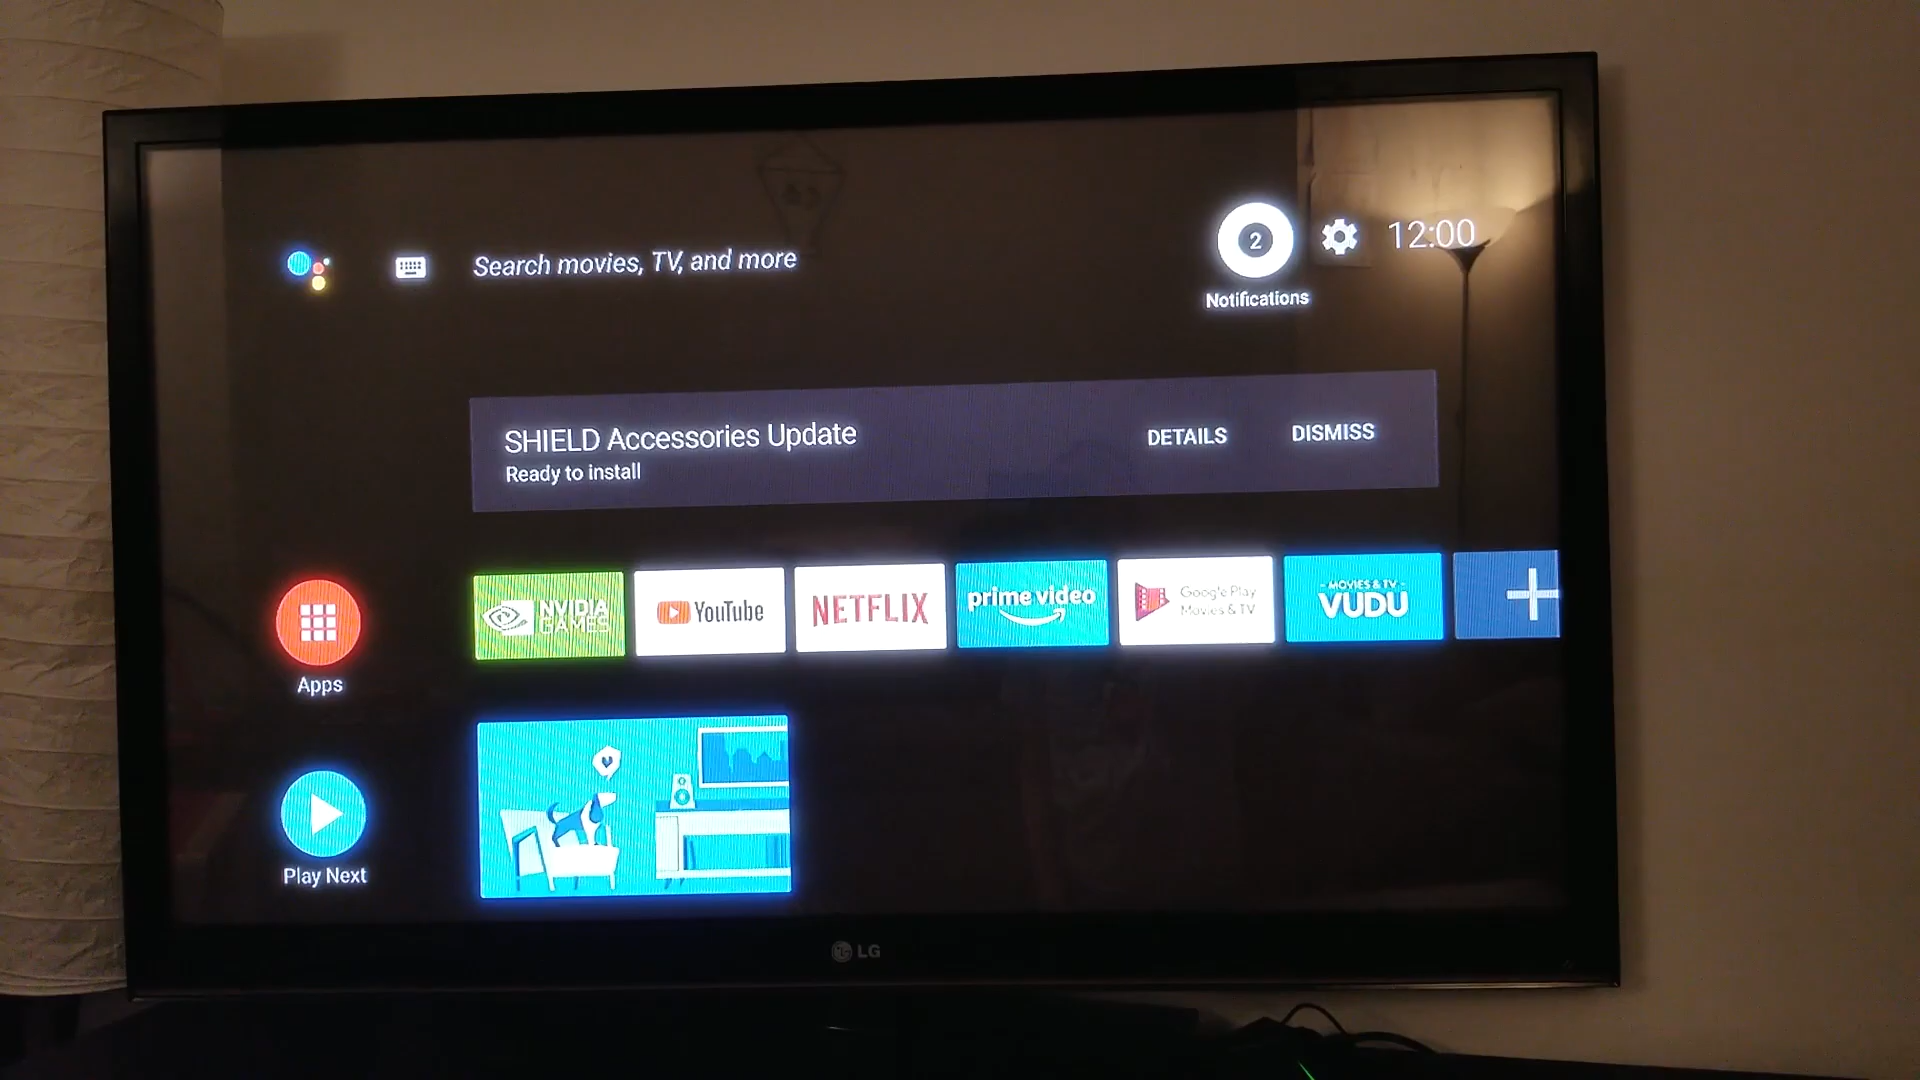 Search movies, TV, and more
2
12:00
Notifications
SHIELD Accessories Update
Ready to install
DETAILS
DISMISS
NVIDIA
GAMES
YouTube
NETFLIX
prime video
Google Play
Movies & TV
- MOVIES & TV -
VUDU
Apps
Play Next
LG